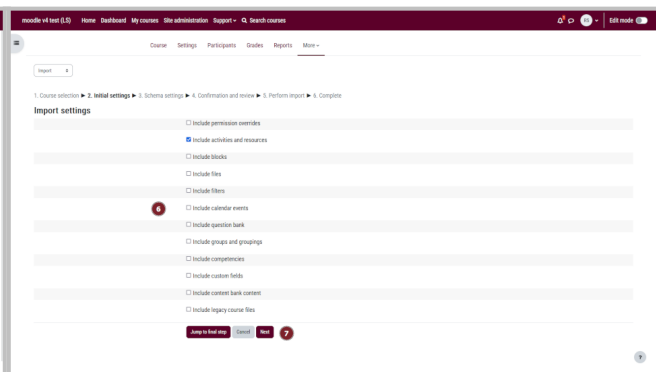 moodle v4 test (LS) Home Dashboard My courses Site administration Support Search courses Edit mode
Course Settings Participants Grades Reports More
Import
1. Course selection ► 2. Initial settings ► 3. Schema settings ► 4. Confirmation and review ► 5. Perform import ► 6. Complete
Import settings
Include permission overrides
Include activities and resources
Include blocks
Include files
Include filters
6 Include calendar events
Include question bank
Include groups and groupings
Include competencies
Include custom fields
Include content bank content
Include legacy course files
Jump to final step Cancel Next 7
?